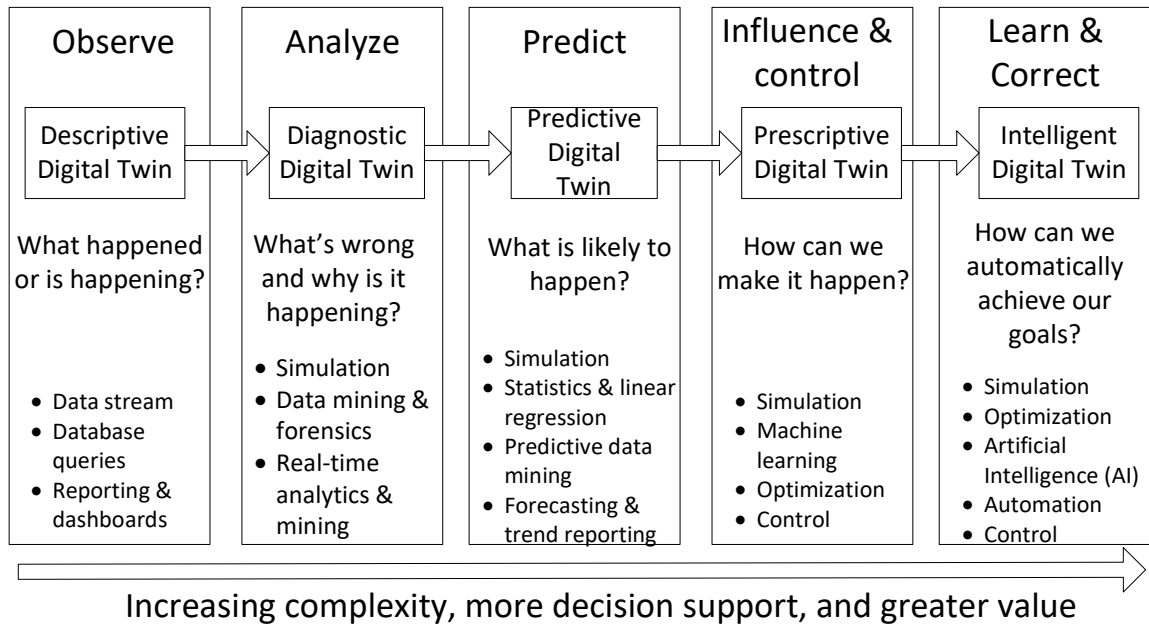 Observe
Descriptive
Digital Twin
What happened
or is happening?
• Data stream
• Database
queries
• Reporting &
dashboards
Analyze
Diagnostic
Digital Twin
What’s wrong
and why is it
happening?
• Simulation
• Data mining &
forensics
• Real-time
analytics &
mining
Predict
Predictive
Digital
Twin
What is likely to
happen?
• Simulation
• Statistics & linear
regression
• Predictive data
mining
• Forecasting &
trend reporting
Influence &
control
Prescriptive
Digital Twin
How can we
make it happen?
• Simulation
• Machine
learning
• Optimization
• Control
Learn &
Correct
Intelligent
Digital Twin
How can we
automatically
achieve our
goals?
• Simulation
• Optimization
• Artificial
Intelligence (AI)
• Automation
• Control
Increasing complexity, more decision support, and greater value